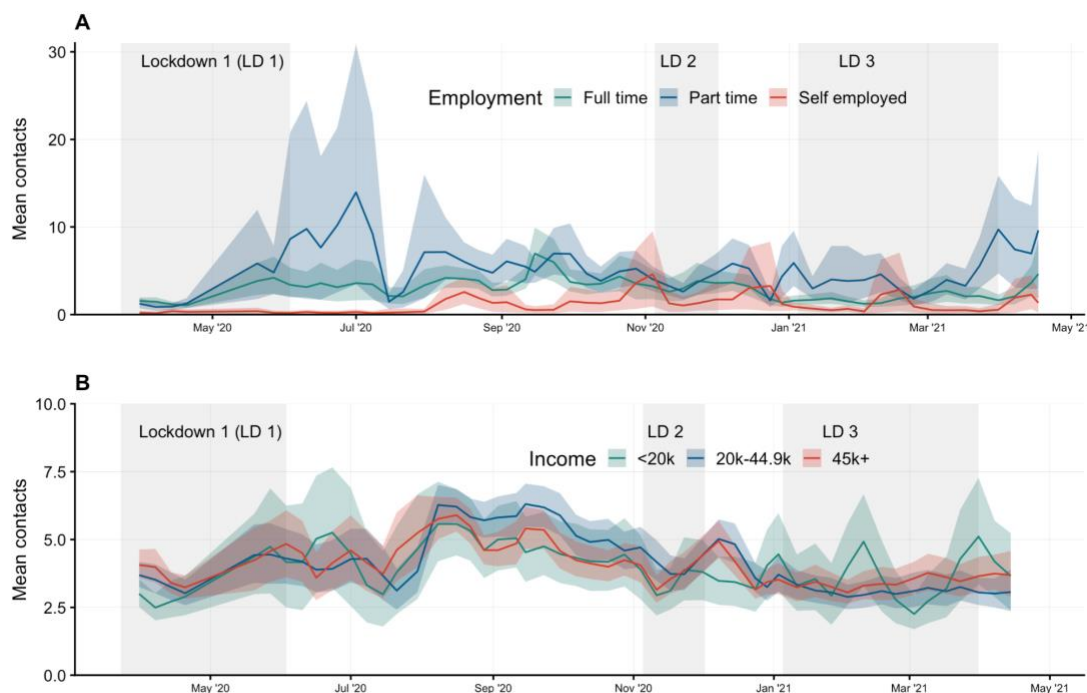 A
30
20
10
0
Mean contacts
Lockdown 1 (LD 1)
LD 2
LD 3
Employment Full time Part time Self employed
May '20 Jul '20 Sep '20 Nov '20 Jan '21 Mar '21 May '21
B
10.0
7.5
5.0
2.5
0.0
Mean contacts
Lockdown 1 (LD 1)
LD 2
LD 3
Income <20k 20k-44.9k 45k+
May '20 Jul '20 Sep '20 Nov '20 Jan '21 Mar '21 May '21